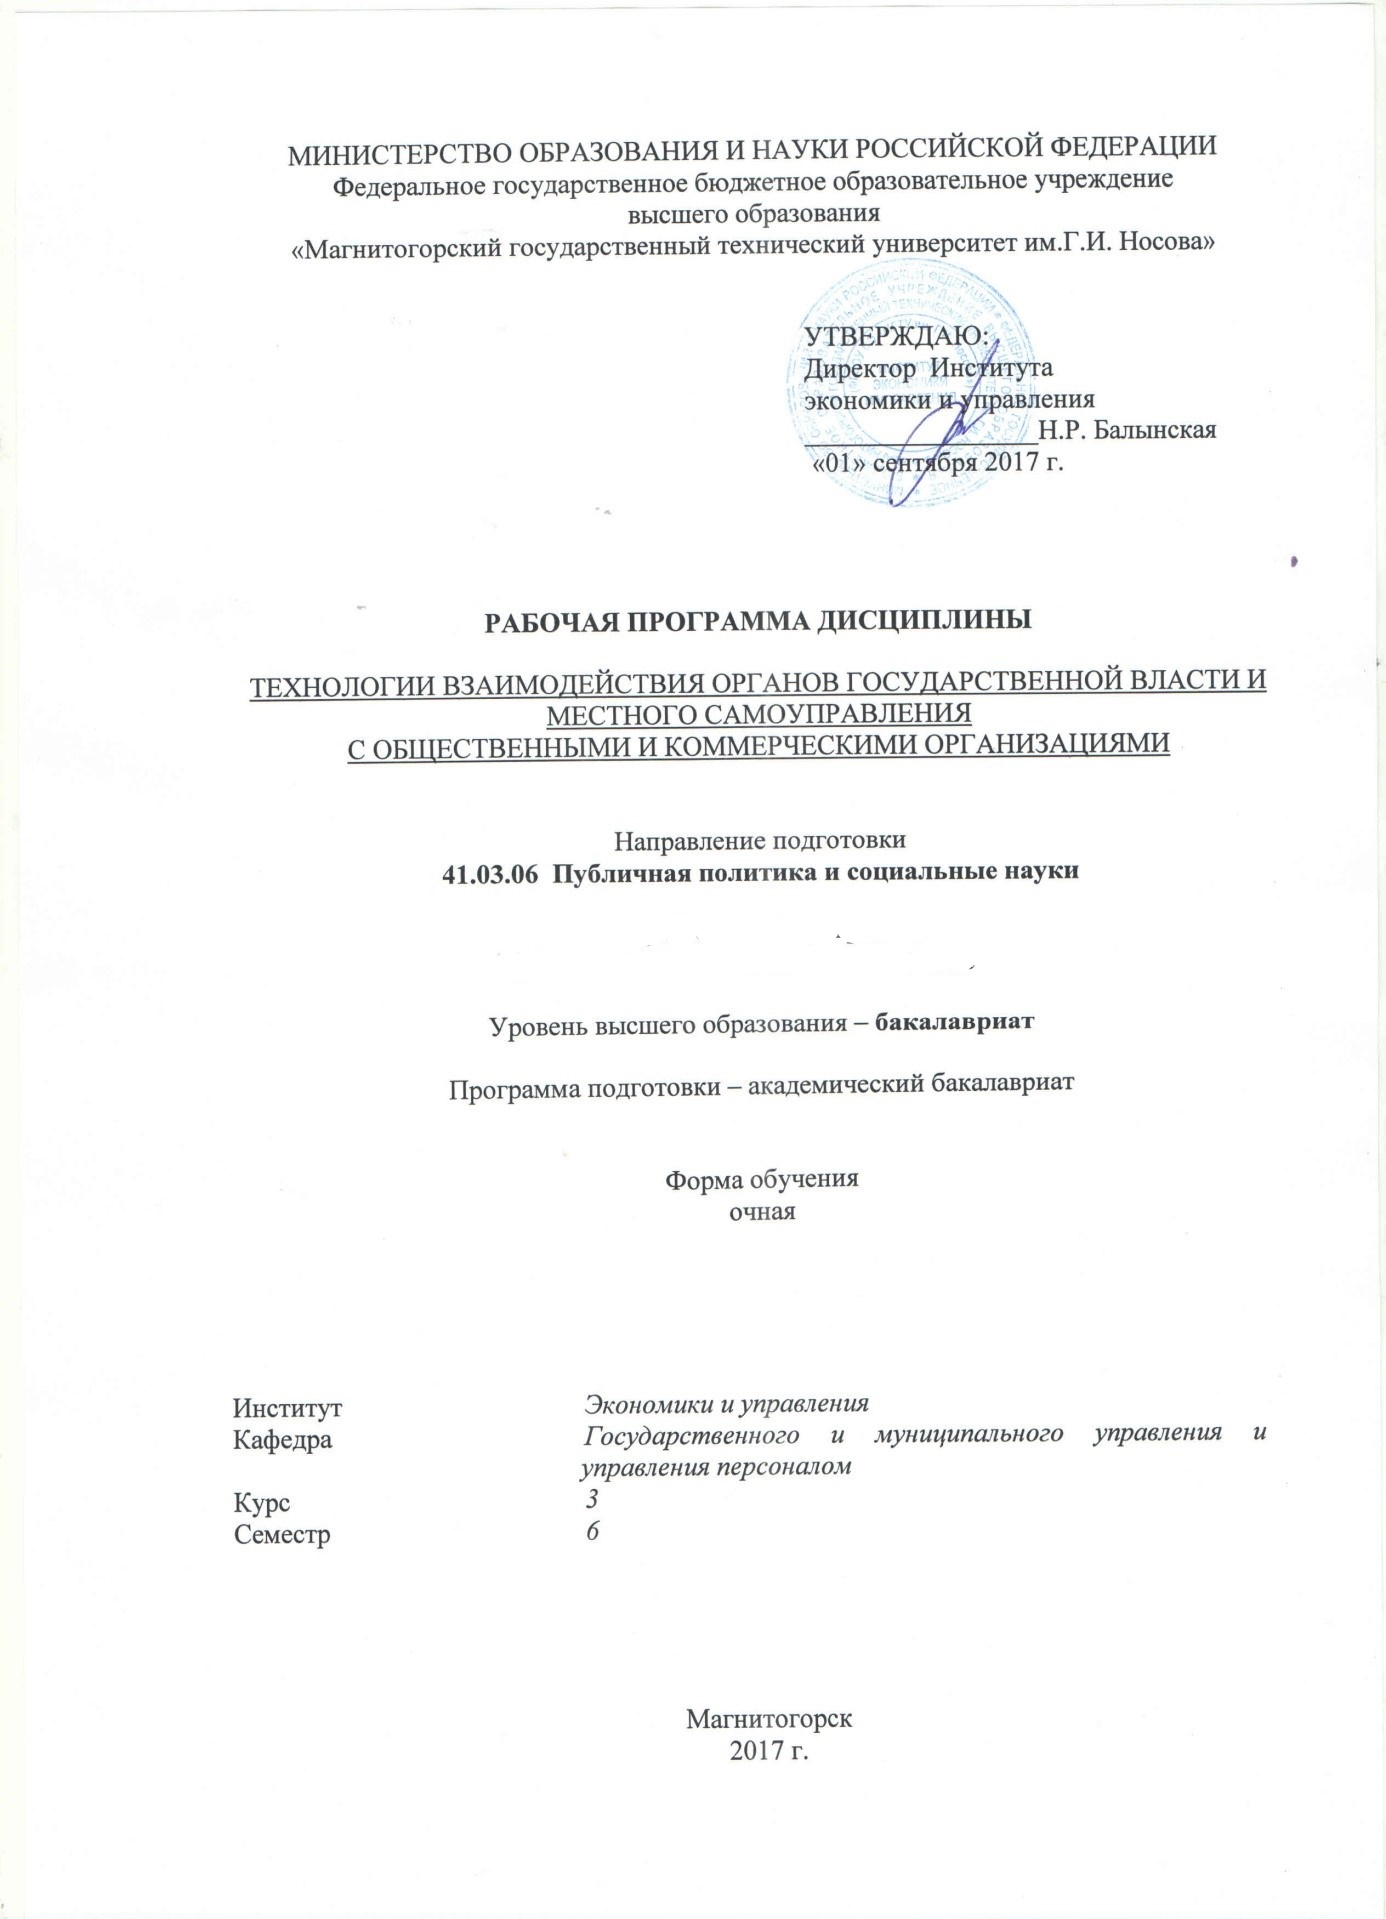 МИНИСТЕРСТВО ОБРАЗОВАНИЯ И НАУКИ РОССИЙСКОЙ ФЕДЕРАЦИИ
Федеральное государственное бюджетное образовательное учреждение
высшего образования
«Магнитогорский государственный технический университет им.Г.И. Носова»
УТВЕРЖДАЮ:
Директор Института
экономики и управления
Н.Р. Балынская
«01» сентября 2017 г.
РАБОЧАЯ ПРОГРАММА ДИСЦИПЛИНЫ
ТЕХНОЛОГИИ ВЗАИМОДЕЙСТВИЯ ОРГАНОВ ГОСУДАРСТВЕННОЙ ВЛАСТИ И
МЕСТНОГО САМОУПРАВЛЕНИЯ
С ОБЩЕСТВЕННЫМИ И КОММЕРЧЕСКИМИ ОРГАНИЗАЦИЯМИ
Направление подготовки
41.03.06 Публичная политика и социальные науки
Уровень высшего образования – бакалавриат
Программа подготовки – академический бакалавриат
Форма обучения
очная
Институт Экономики и управления
Кафедра Государственного и муниципального управления и
управления персоналом
Курс 3
Семестр 6
Магнитогорск
2017 г.